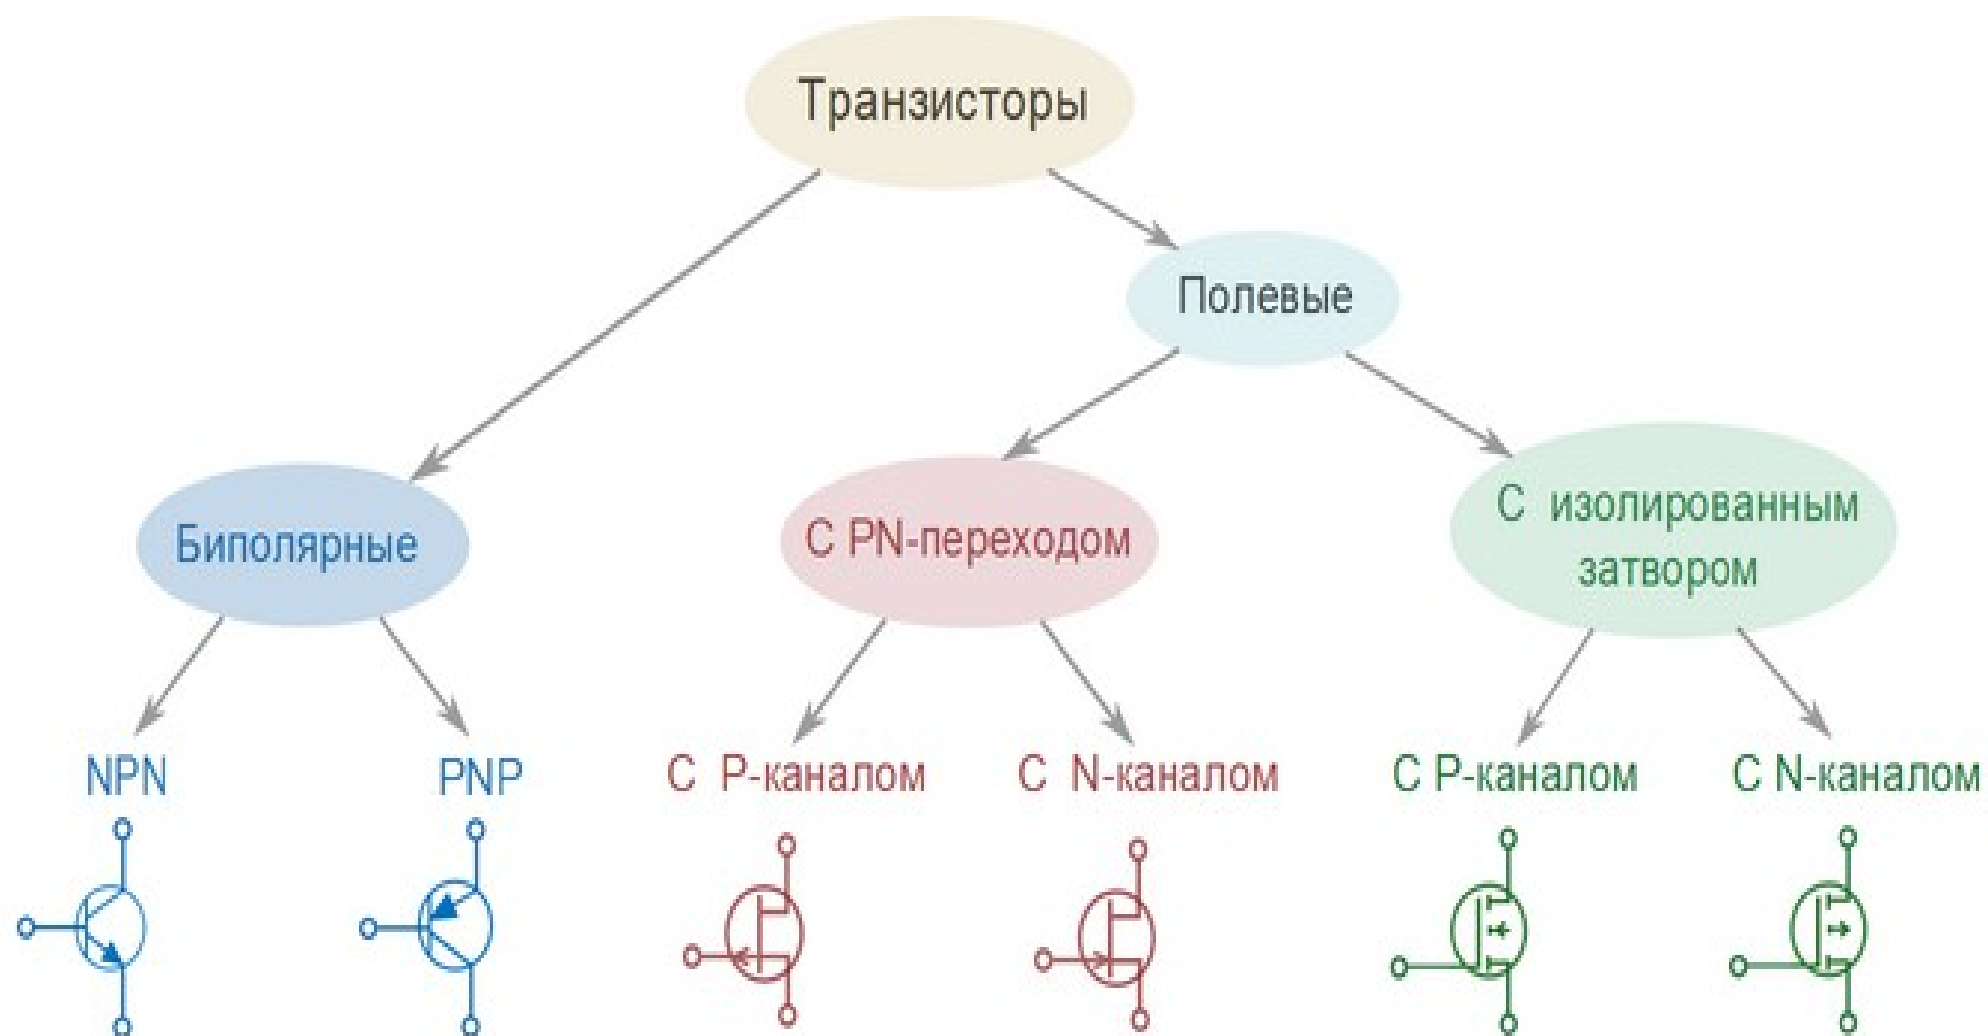 Транзисторы
Полевые
Биполярные
С PN-переходом
С изолированным
затвором
NPN
PNP
С P-каналом
С N-каналом
С P-каналом
С N-каналом